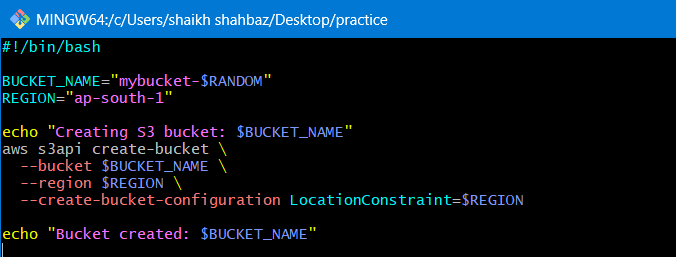 MINGW64:/c/Users/shaikh shahbaz/Desktop/practice
#!/bin/bash
BUCKET_NAME="mybucket-$RANDOM"
REGION="ap-south-1"
echo "Creating S3 bucket: $BUCKET_NAME"
aws s3api create-bucket \
  --bucket $BUCKET_NAME \
  --region $REGION \
  --create-bucket-configuration LocationConstraint=$REGION
echo "Bucket created: $BUCKET_NAME"